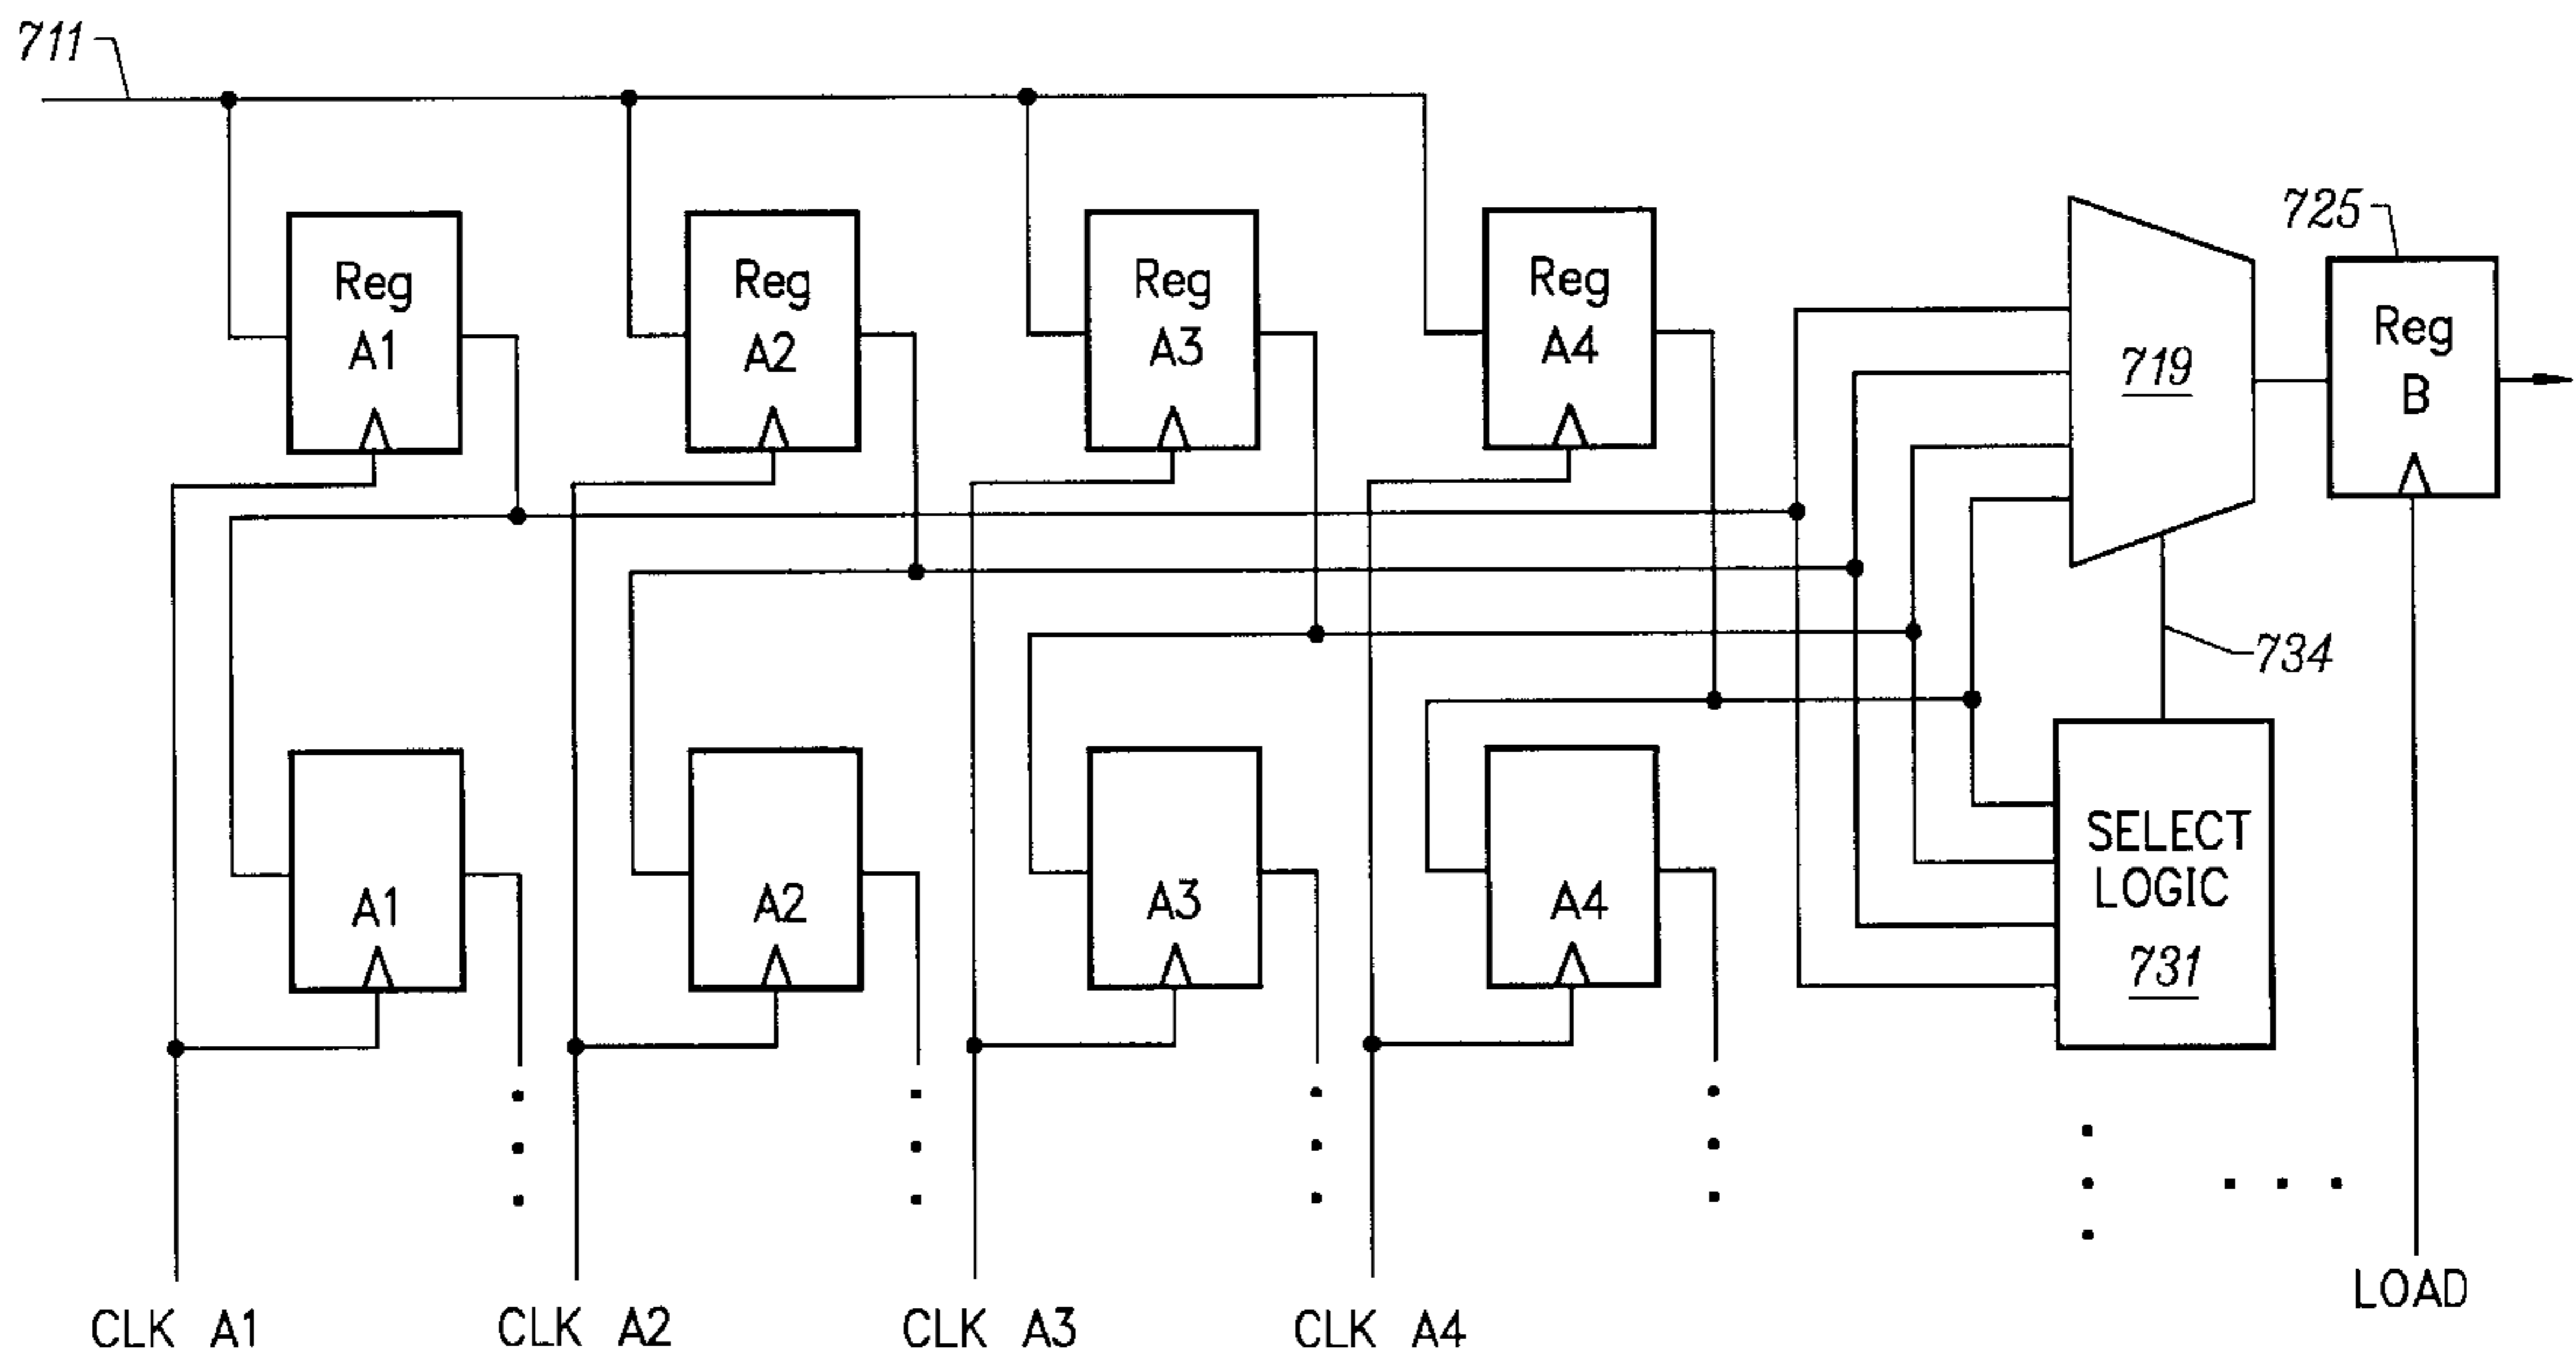 711
Reg
A1
Reg
A2
Reg
A3
Reg
A4
719
725
Reg
B
734
A1
A2
A3
A4
SELECT
LOGIC
731
CLK A1
CLK A2
CLK A3
CLK A4
LOAD